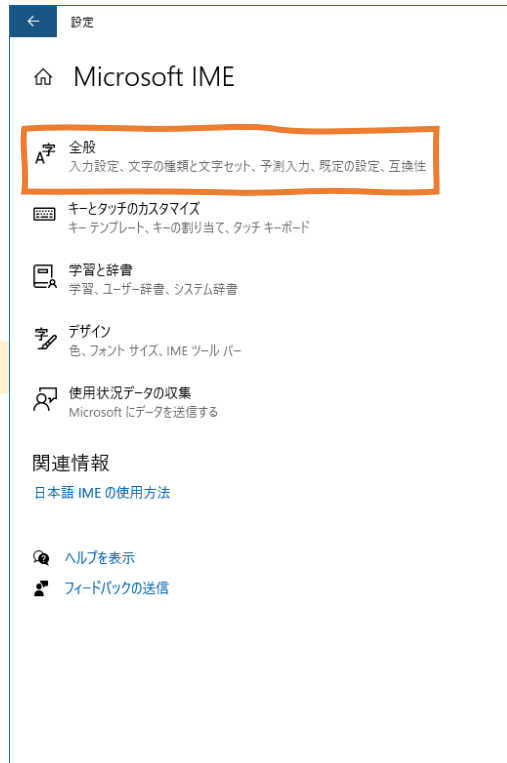 設定
Microsoft IME
全般
入力設定、文字の種類と文字セット、予測入力、既定の設定、互換性
キーとタッチのカスタマイズ
キー テンプレート、キーの割り当て、タッチ キーボード
学習と辞書
学習、ユーザー辞書、システム辞書
デザイン
色、フォント サイズ、IME ツール バー
使用状況データの収集
Microsoft にデータを送信する
関連情報
日本語 IME の使用方法
ヘルプを表示
フィードバックの送信